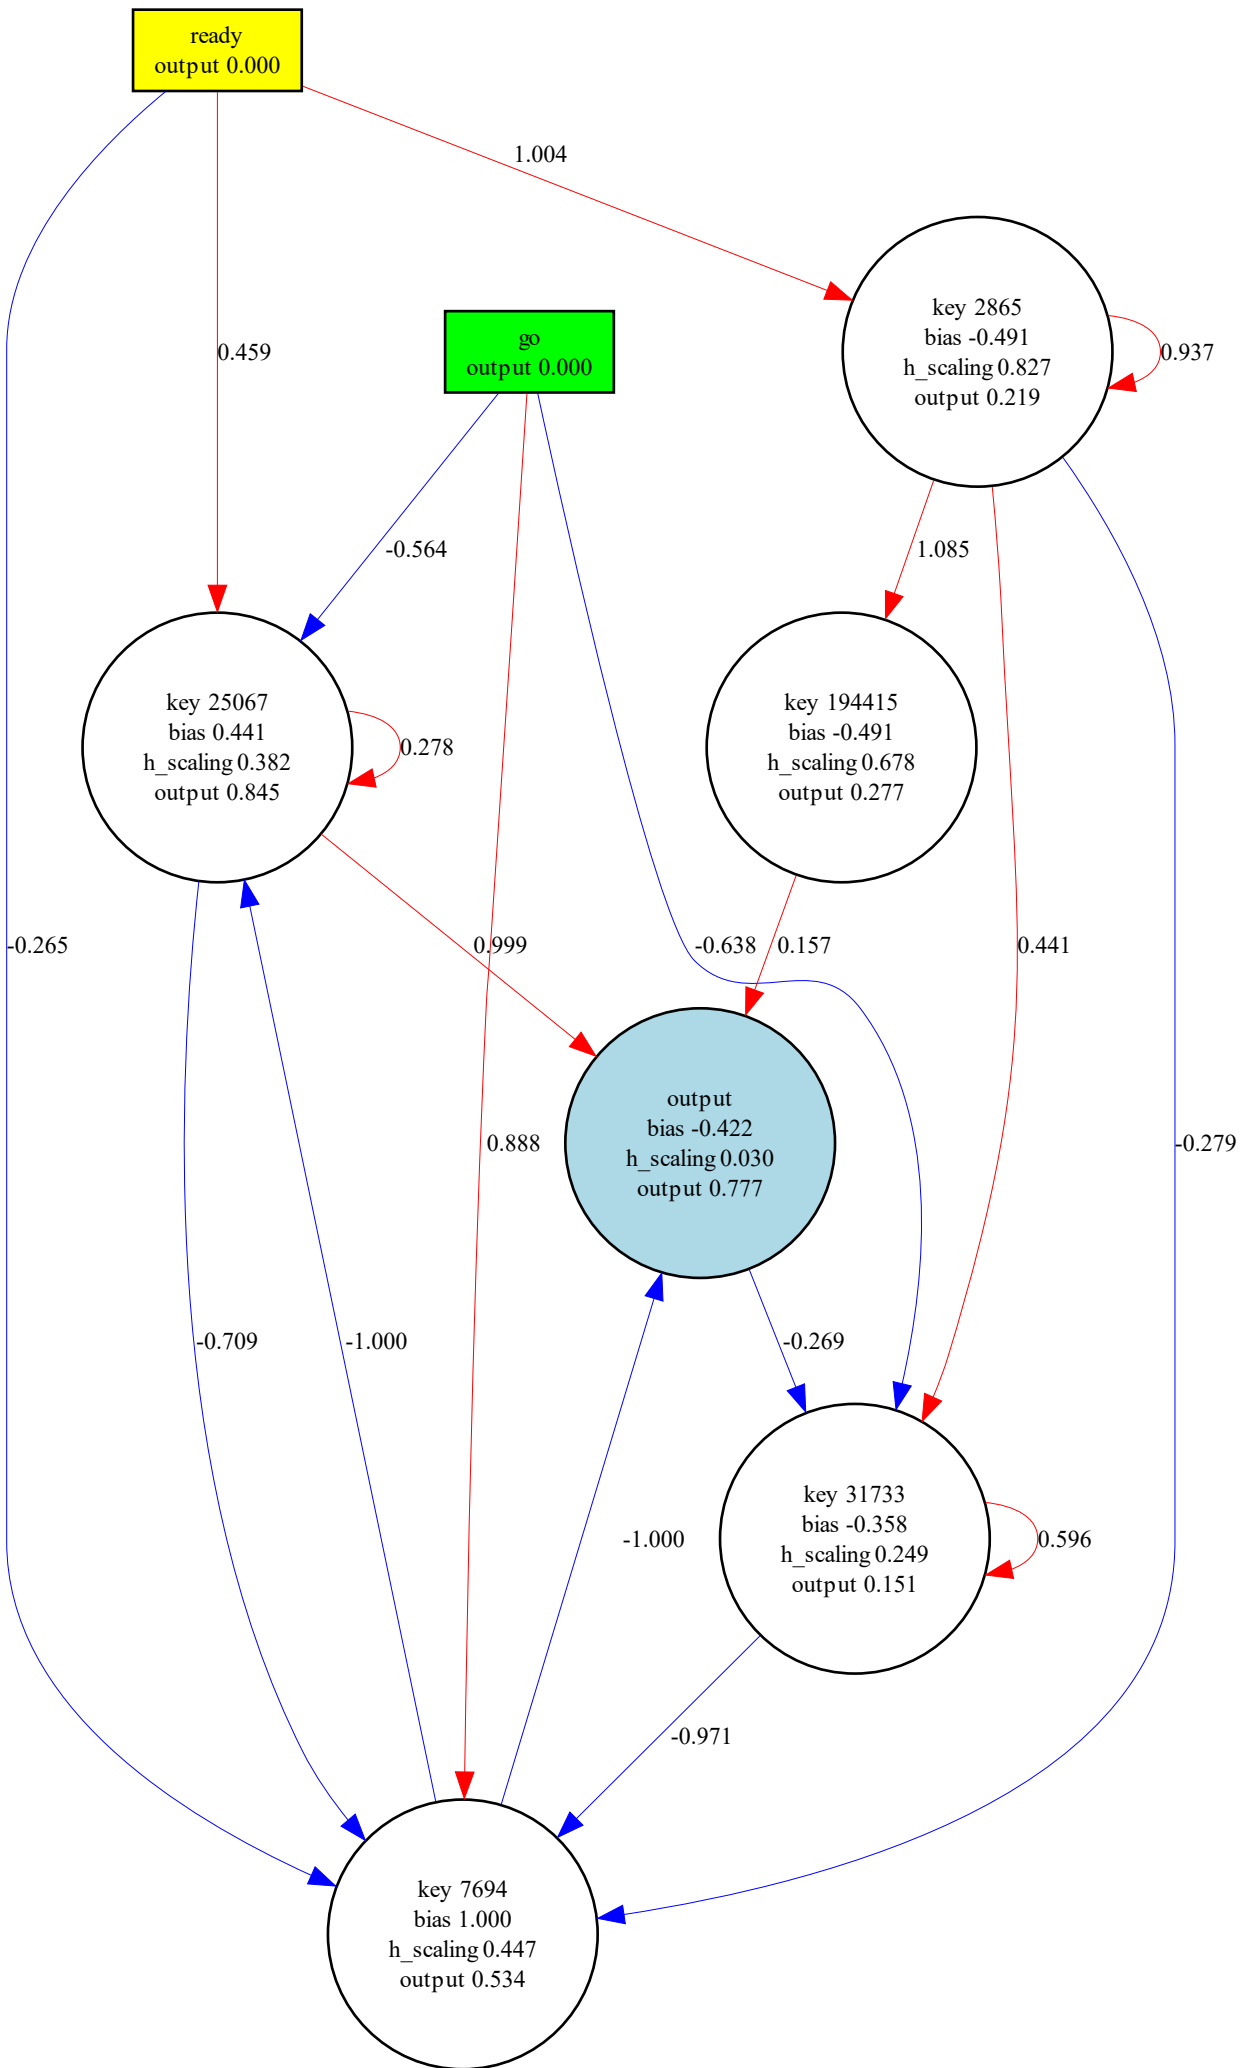 ready
output 0.000
1.004
go
output 0.000
key 2865
bias -0.491
h_scaling 0.827
output 0.219
0.937
0.459
-0.564
1.085
key 25067
bias 0.441
h_scaling 0.382
output 0.845
0.278
key 194415
bias -0.491
h_scaling 0.678
output 0.277
-0.265
0.999
-0.638
0.157
0.441
output
bias -0.422
h_scaling 0.030
output 0.777
0.888
-0.279
-0.709
-1.000
-0.269
-1.000
key 31733
bias -0.358
h_scaling 0.249
output 0.151
0.596
-0.971
key 7694
bias 1.000
h_scaling 0.447
output 0.534